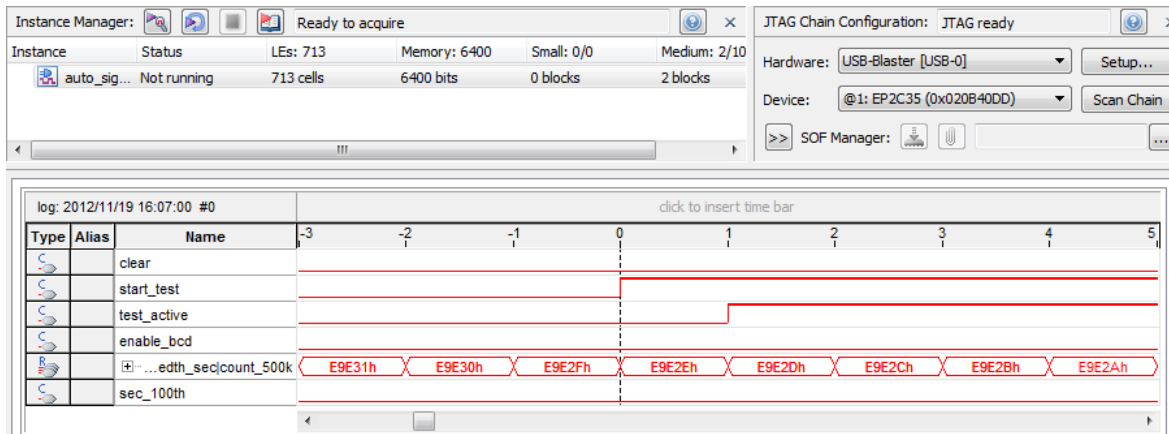 Instance Manager: Ready to acquire
Instance Status LEs: 713 Memory: 6400 Small: 0/0 Medium: 2/10
auto_sig... Not running 713 cells 6400 bits 0 blocks 2 blocks
JTAG Chain Configuration: JTAG ready
Hardware: USB-Blaster [USB-0] Setup...
Device: @1: EP2C35 (0x020B40DD) Scan Chain
>> SOF Manager: ...
log: 2012/11/19 16:07:00 #0 click to insert time bar
Type Alias Name -3 -2 -1 0 1 2 3 4 5
clear
start_test
test_active
enable_bcd
...edth_sec|count_500k E9E31h E9E30h E9E2Fh E9E2Eh E9E2Dh E9E2Ch E9E2Bh E9E2Ah
sec_100th